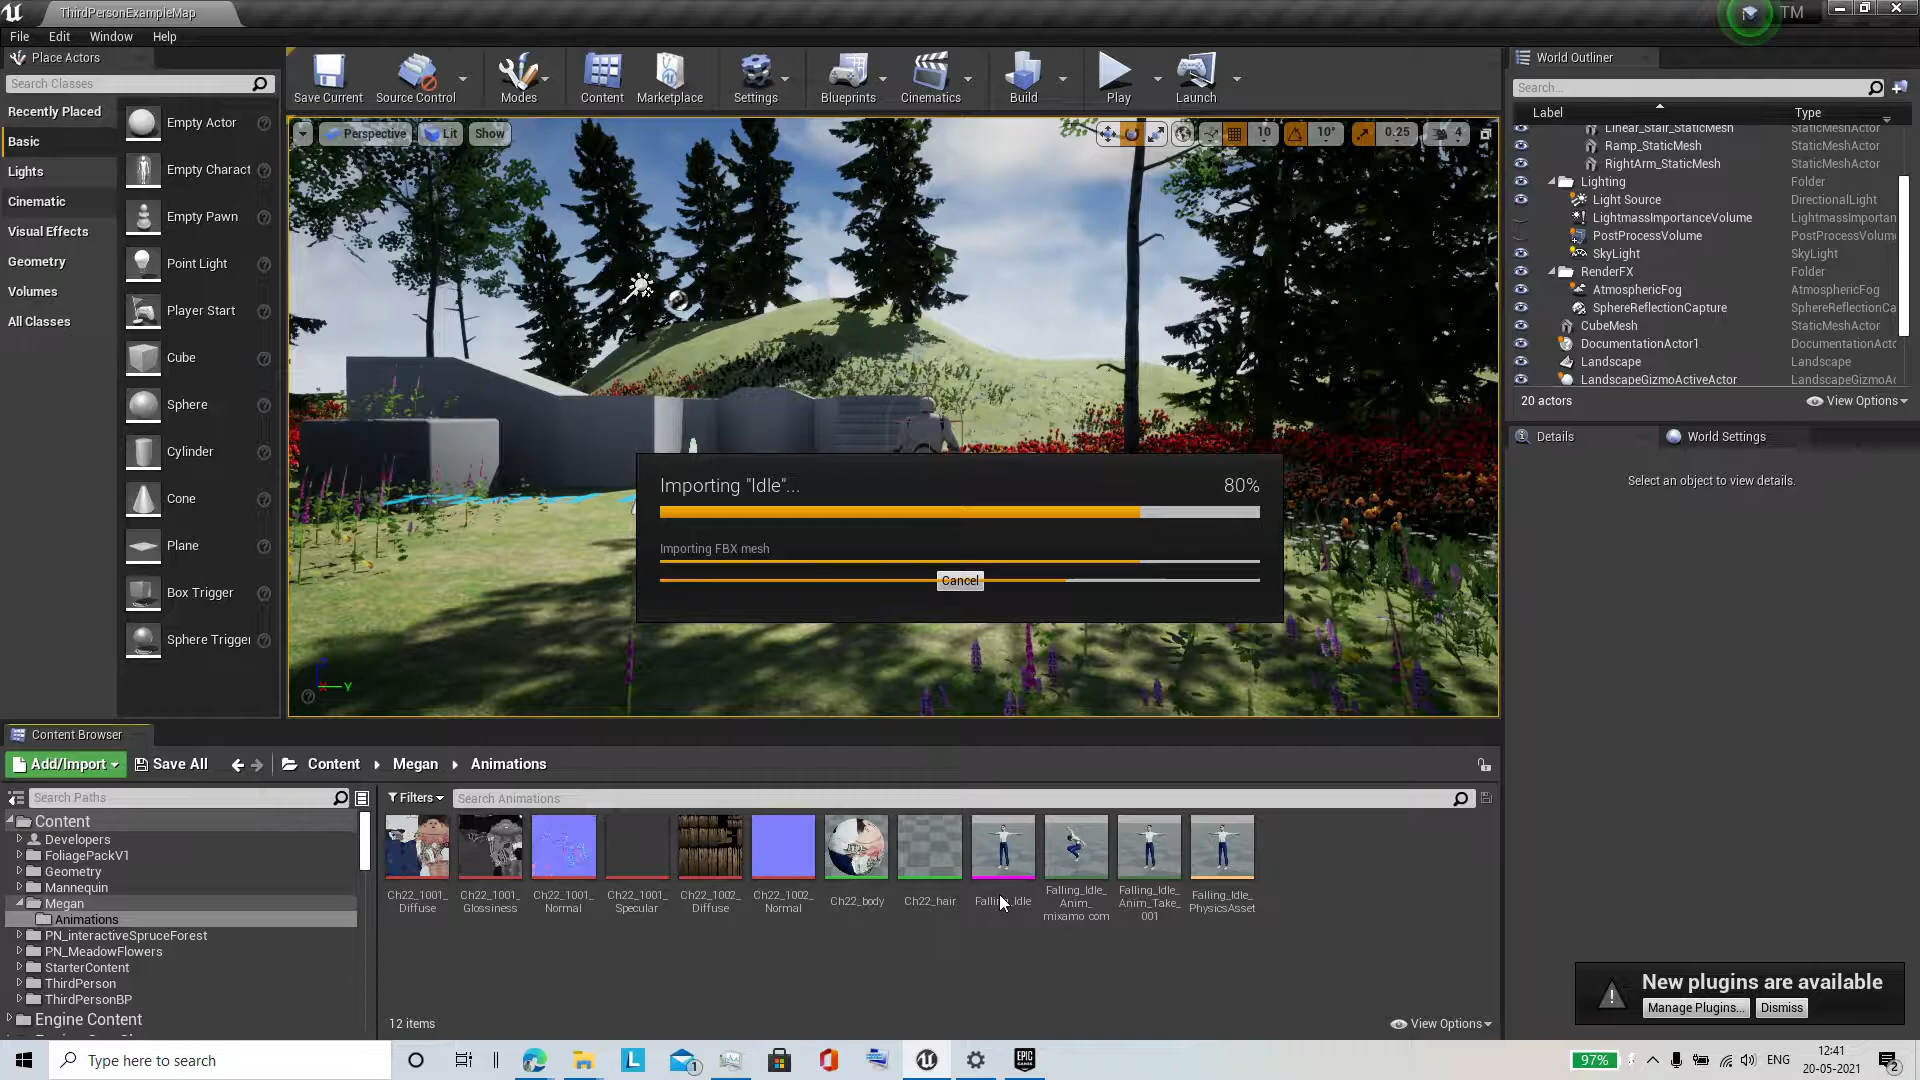 ThirdPersonExampleMap
TM
File Edit Window Help
Place Actors
Search Classes
Recently Placed
Basic
Lights
Cinematic
Visual Effects
Geometry
Volumes
All Classes
Empty Actor
Empty Charact
Empty Pawn
Point Light
Player Start
Cube
Sphere
Cylinder
Cone
Plane
Box Trigger
Sphere Trigger
Save Current
Source Control
Modes
Content
Marketplace
Settings
Blueprints
Cinematics
Build
Play
Launch
Perspective
Lit
Show
10
10°
0.25
4
Importing "Idle"...
80%
Importing FBX mesh
Cancel
Y
World Outliner
Search...
Label Type
Linear_Stair_StaticMesh StaticMeshActor
Ramp_StaticMesh StaticMeshActor
RightArm_StaticMesh StaticMeshActor
Lighting Folder
Light Source DirectionalLight
LightmassImportanceVolume LightmassImportan
PostProcessVolume PostProcessVolum
SkyLight SkyLight
RenderFX Folder
AtmosphericFog AtmosphericFog
SphereReflectionCapture SphereReflectionCa
CubeMesh StaticMeshActor
DocumentationActor1 DocumentationActo
Landscape Landscape
LandscapeGizmoActiveActor LandscapeGizmoAc
20 actors
View Options
Details
World Settings
Select an object to view details.
Content Browser
Add/Import
Save All
Content
Megan
Animations
Search Paths
Filters
Search Animations
Content
Developers
FoliagePackV1
Geometry
Mannequin
Megan
Animations
PN_interactiveSpruceForest
PN_MeadowFlowers
StarterContent
ThirdPerson
ThirdPersonBP
Engine Content
Ch22_1001_
Diffuse
Ch22_1001_
Glossiness
Ch22_1001_
Normal
Ch22_1001_
Specular
Ch22_1002_
Diffuse
Ch22_1002_
Normal
Ch22_body
Ch22_hair
Falling_Idle
Falling_Idle_
Anim_
mixamo_com
Falling_Idle_
Anim_Take_
001
Falling_Idle_
PhysicsAsset
12 items
View Options
New plugins are available
Manage Plugins...
Dismiss
Type here to search
L
1
EPIC
GAMES
97%
ENG
12:41
20-05-2021
2